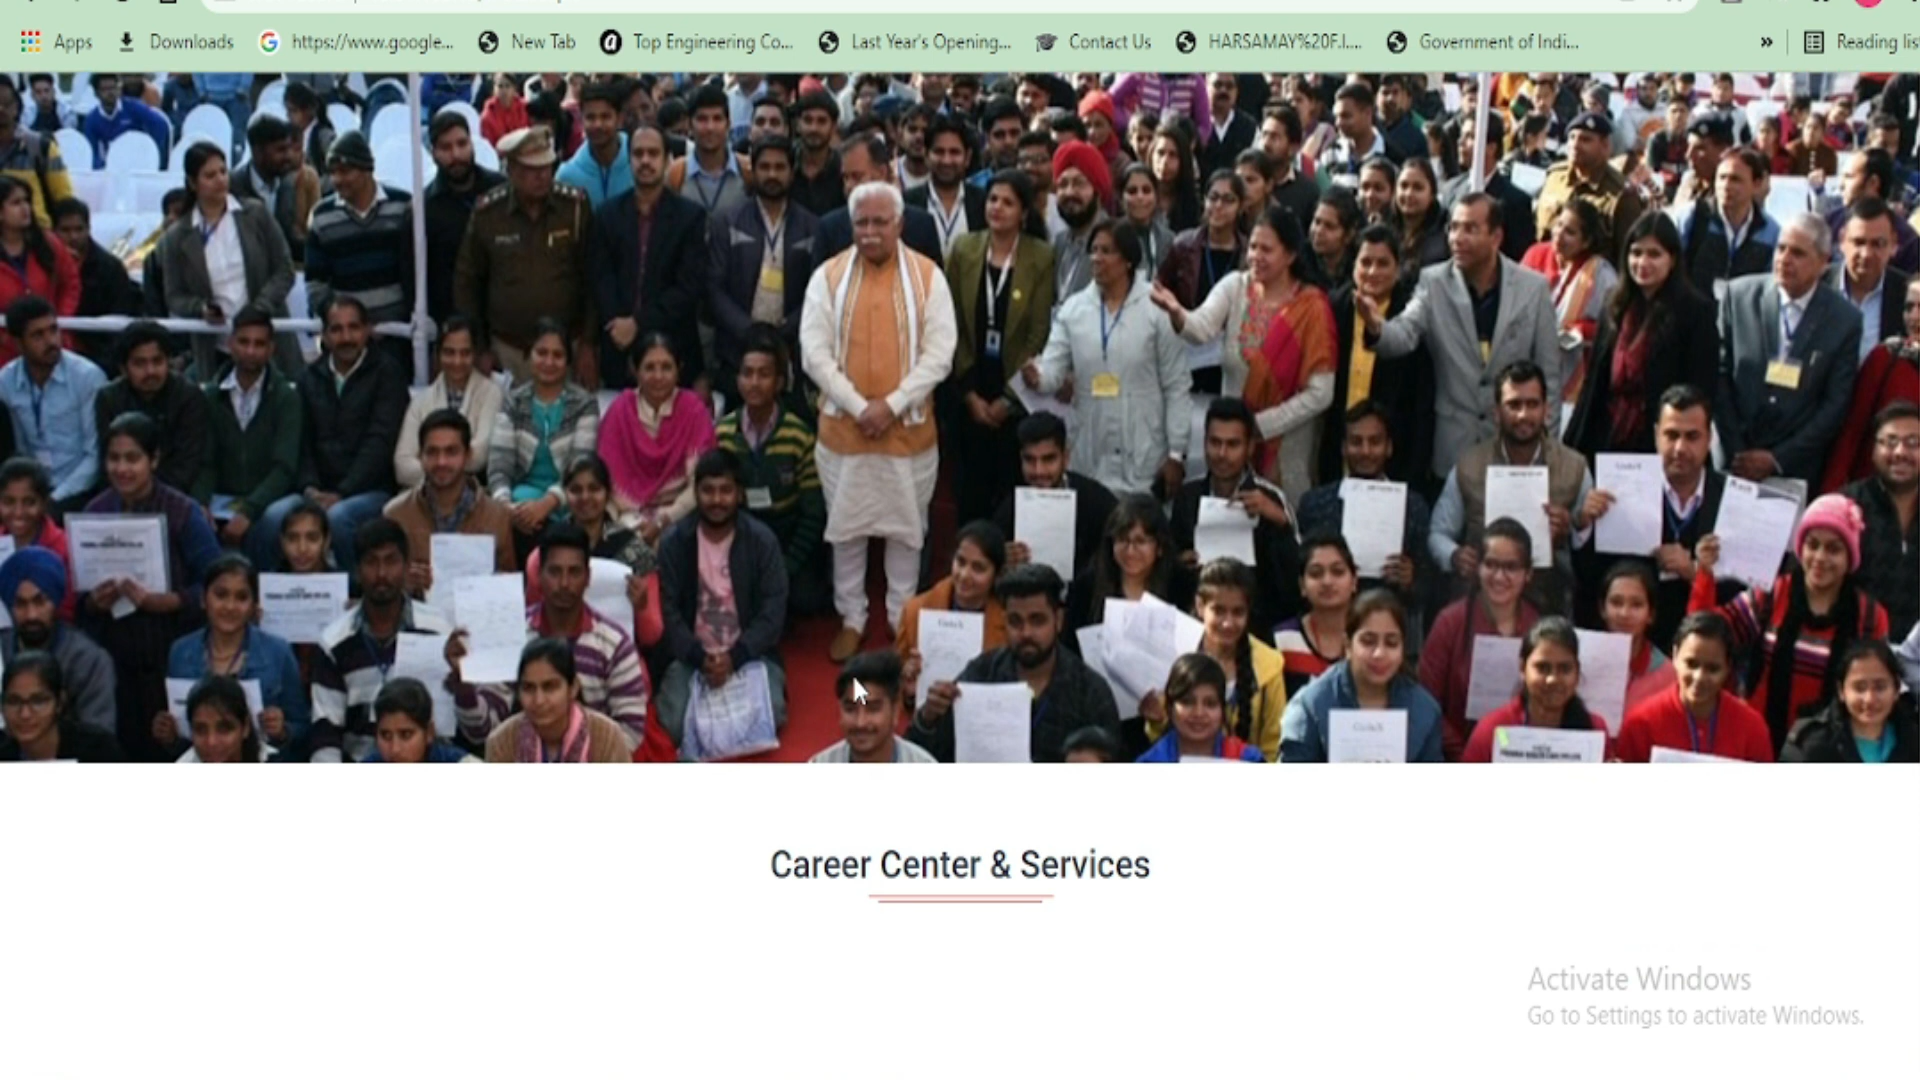 Apps Downloads https://www.google... New Tab Top Engineering Co... Last Year's Opening... Contact Us HARSAMAY%20F.I.... Government of Indi... » Reading lis
Career Center & Services
Activate Windows
Go to Settings to activate Windows.